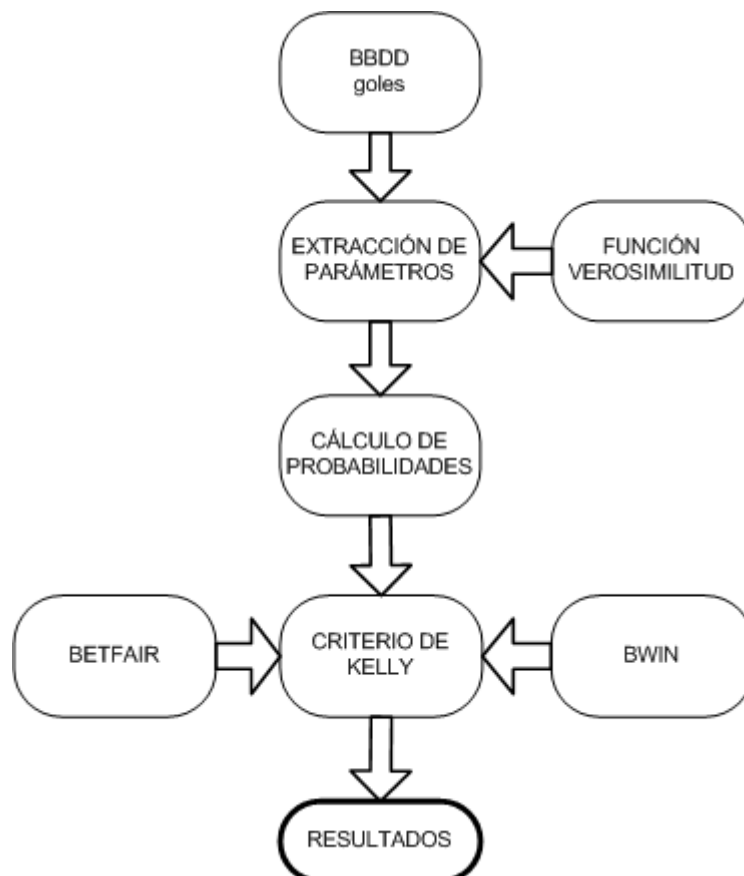 BBDD
goles
EXTRACCIÓN DE
PARÁMETROS
FUNCIÓN
VEROSIMILITUD
CÁLCULO DE
PROBABILIDADES
BETFAIR
CRITERIO DE
KELLY
BWIN
RESULTADOS